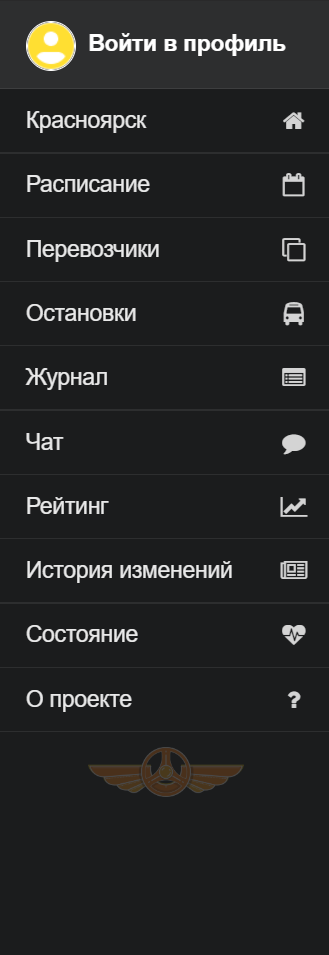 Войти в профиль
Красноярск
Расписание
Перевозчики
Остановки
Журнал
Чат
Рейтинг
История изменений
Состояние
О проекте
?